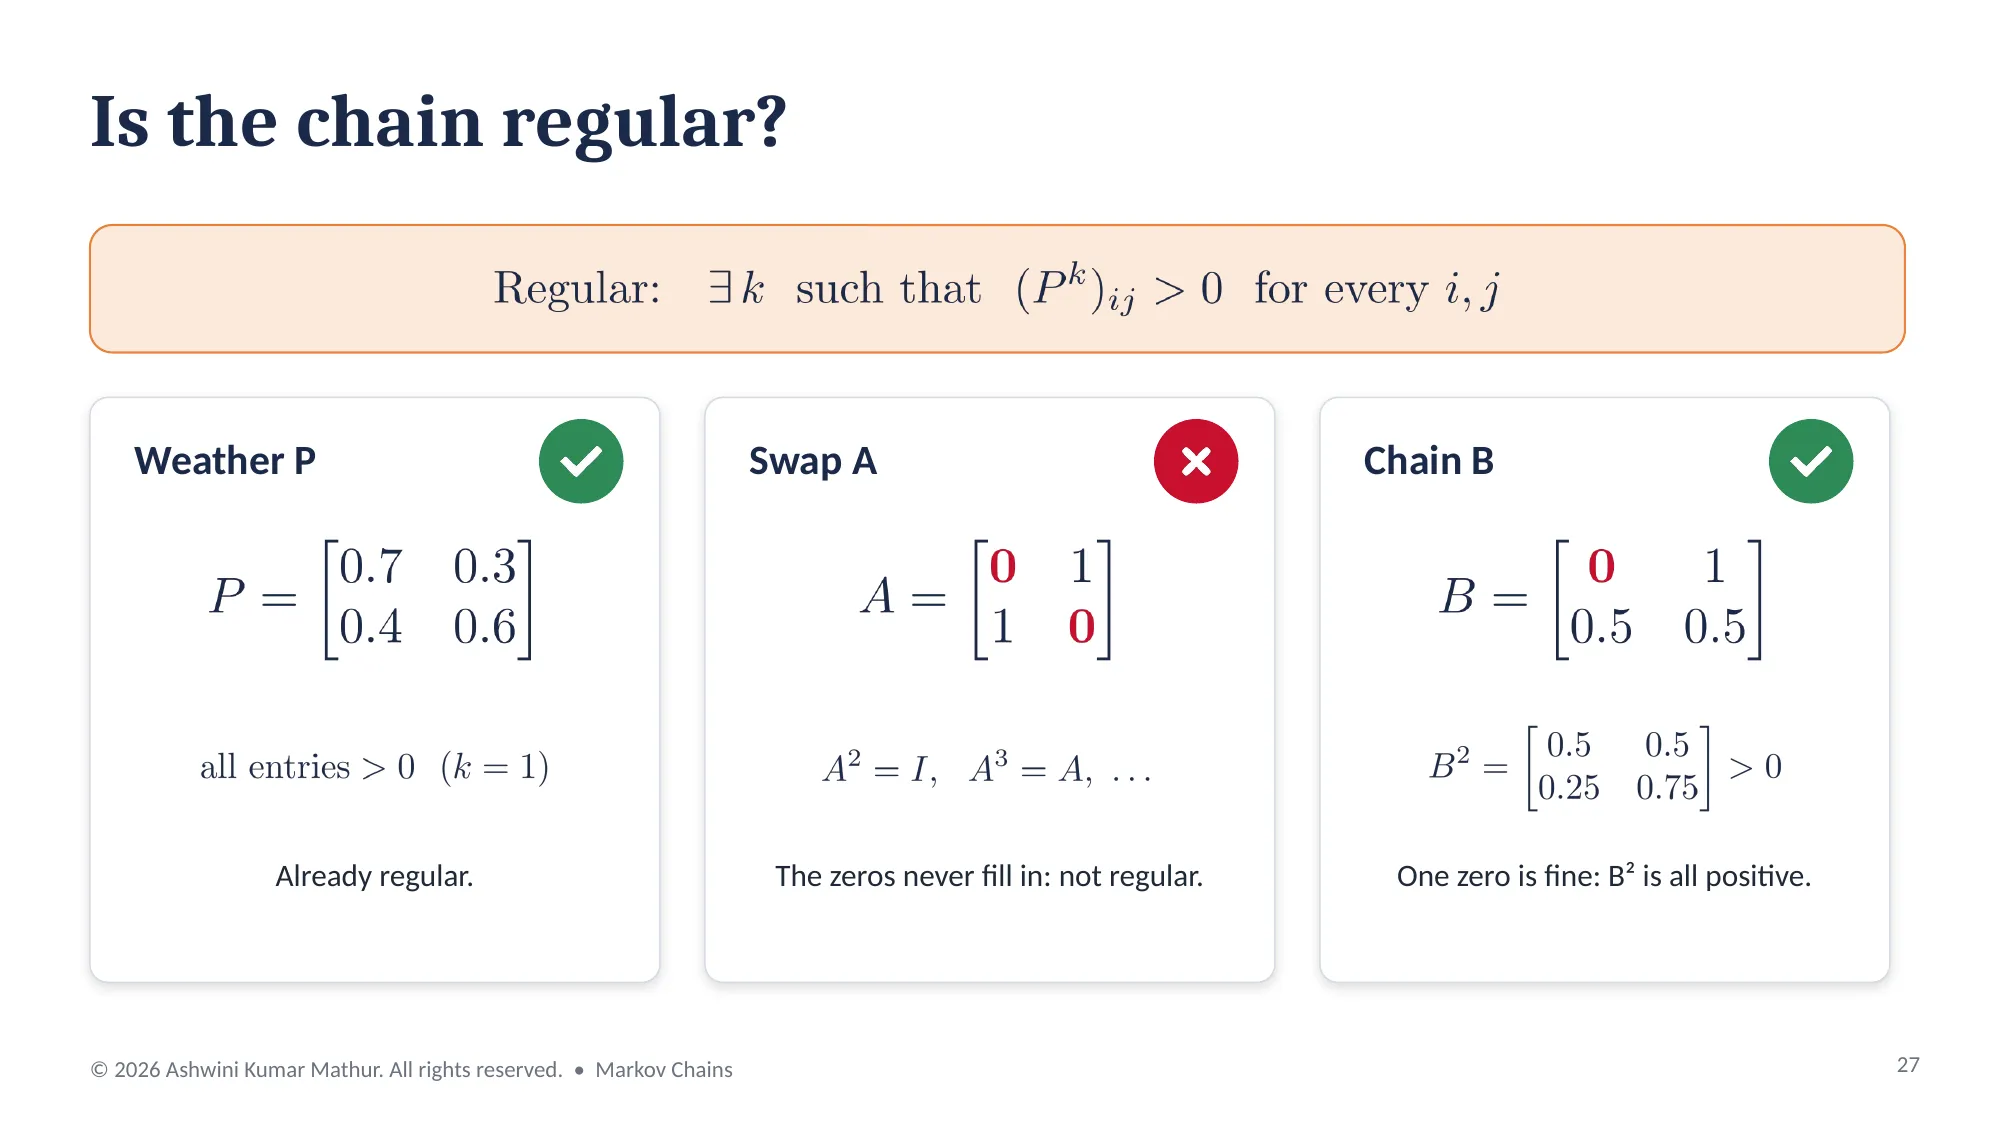 Is the chain regular?
Regular: ∃ k such that (P^k)_{ij} > 0 for every i, j
Weather P
P = [0.7 0.3
0.4 0.6]
all entries > 0 (k = 1)
Already regular.
Swap A
A = [0 1
1 0]
A² = I, A³ = A, …
The zeros never fill in: not regular.
Chain B
B = [0 1
0.5 0.5]
B² = [0.5 0.5
0.25 0.75] > 0
One zero is fine: B² is all positive.
© 2026 Ashwini Kumar Mathur. All rights reserved. • Markov Chains
27